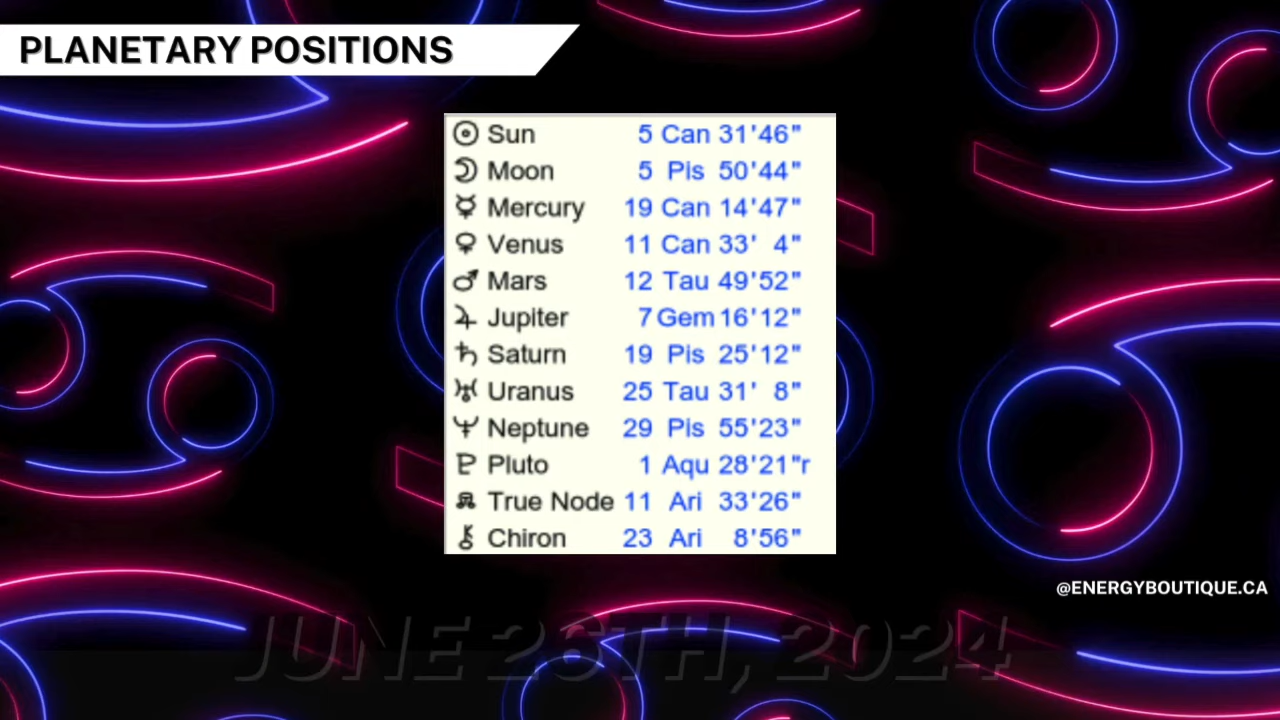 PLANETARY POSITIONS
Sun 5 Can 31'46"
Moon 5 Pis 50'44"
Mercury 19 Can 14'47"
Venus 11 Can 33' 4"
Mars 12 Tau 49'52"
Jupiter 7 Gem 16'12"
Saturn 19 Pis 25'12"
Uranus 25 Tau 31' 8"
Neptune 29 Pis 55'23"
Pluto 1 Aqu 28'21"r
True Node 11 Ari 33'26"
Chiron 23 Ari 8'56"
@ENERGYBOUTIQUE.CA
JUNE 26TH, 2024